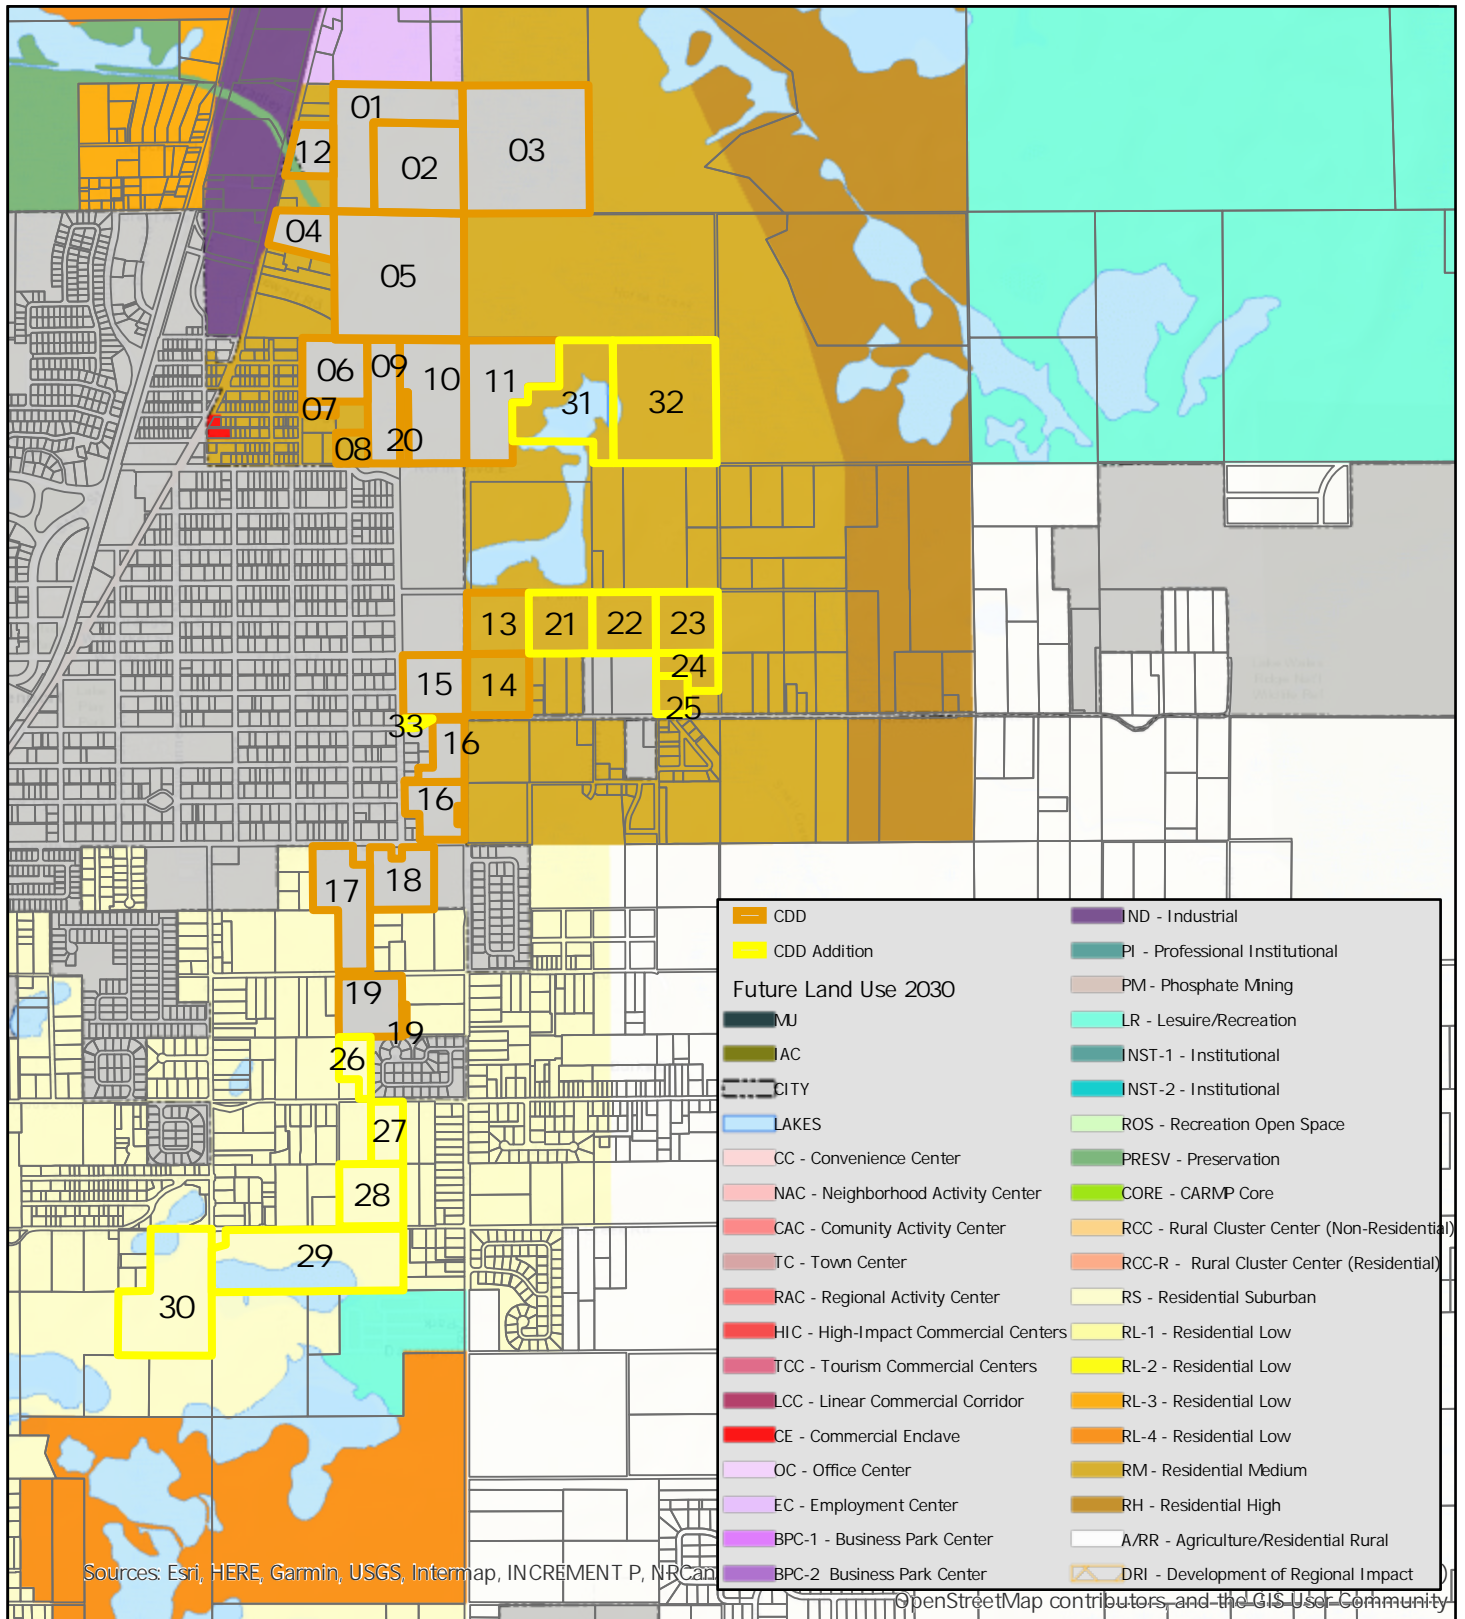 01
12
02
03
04
05
06
09
10
11
31
32
07
08
20
13
21
22
23
24
15
14
25
33
16
16
18
17
19
19
26
27
28
29
30
CDD
CDD Addition
Future Land Use 2030
MU
IAC
CITY
LAKES
CC - Convenience Center
NAC - Neighborhood Activity Center
CAC - Comunity Activity Center
TC - Town Center
RAC - Regional Activity Center
HIC - High-Impact Commercial Centers
TCC - Tourism Commercial Centers
LCC - Linear Commercial Corridor
CE - Commercial Enclave
OC - Office Center
EC - Employment Center
BPC-1 - Business Park Center
BPC-2 Business Park Center
IND - Industrial
PI - Professional Institutional
PM - Phosphate Mining
LR - Lesuire/Recreation
INST-1 - Institutional
INST-2 - Institutional
ROS - Recreation Open Space
PRESV - Preservation
CORE - CARMP Core
RCC - Rural Cluster Center (Non-Residential)
RCC-R - Rural Cluster Center (Residential)
RS - Residential Suburban
RL-1 - Residential Low
RL-2 - Residential Low
RL-3 - Residential Low
RL-4 - Residential Low
RM - Residential Medium
RH - Residential High
A/RR - Agriculture/Residential Rural
DRI - Development of Regional Impact
Sources: Esri, HERE, Garmin, USGS, Intermap, INCREMENT P, NRCan
OpenStreetMap contributors, and the GIS User Community